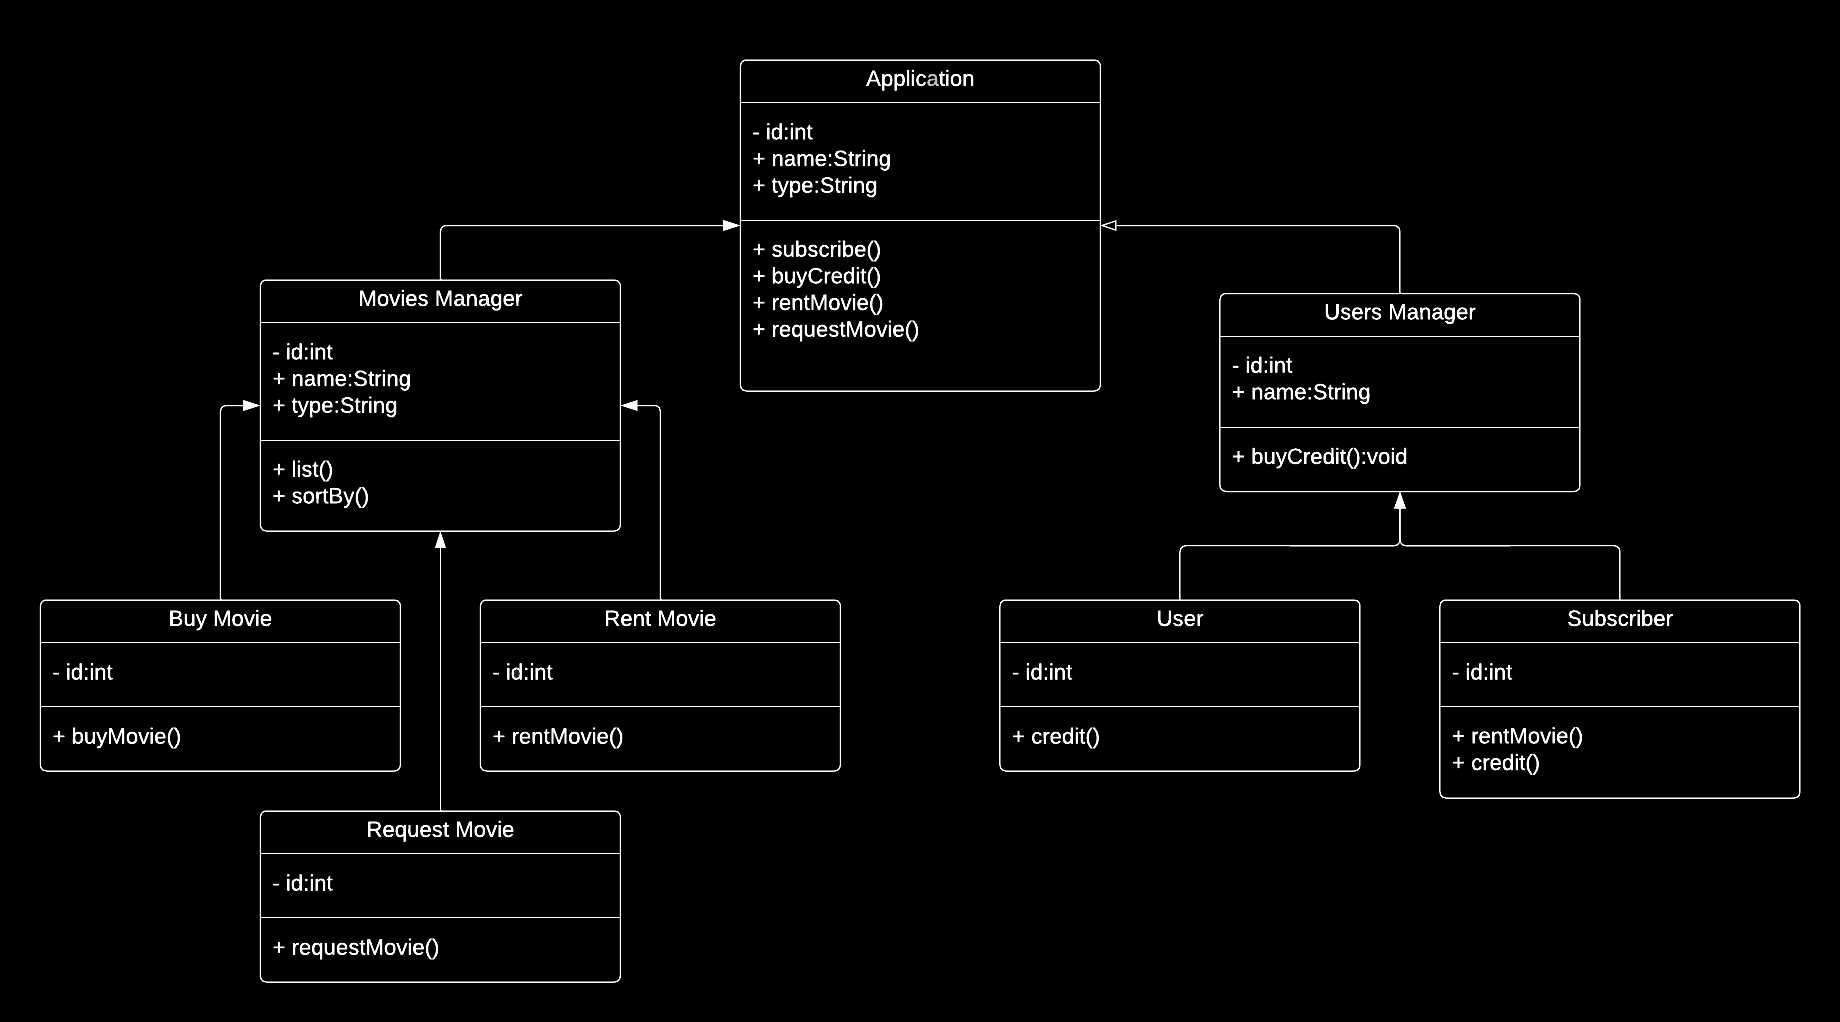 Application
- id:int
+ name:String
+ type:String
+ subscribe()
+ buyCredit()
+ rentMovie()
+ requestMovie()
Movies Manager
- id:int
+ name:String
+ type:String
+ list()
+ sortBy()
Users Manager
- id:int
+ name:String
+ buyCredit():void
Buy Movie
- id:int
+ buyMovie()
Rent Movie
- id:int
+ rentMovie()
User
- id:int
+ credit()
Subscriber
- id:int
+ rentMovie()
+ credit()
Request Movie
- id:int
+ requestMovie()